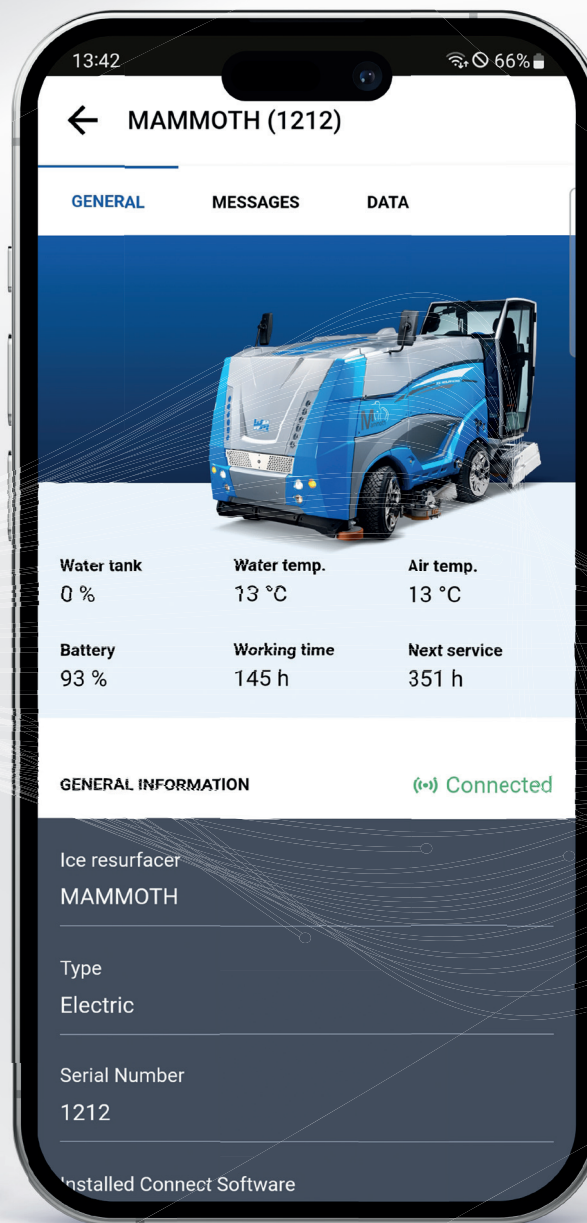 13:42 66%
MAMMOTH (1212)
GENERAL MESSAGES DATA
Water tank Water temp. Air temp.
0 % 13 °C 13 °C
Battery Working time Next service
93 % 145 h 351 h
GENERAL INFORMATION Connected
Ice resurfacer
MAMMOTH
Type
Electric
Serial Number
1212
Installed Connect Software